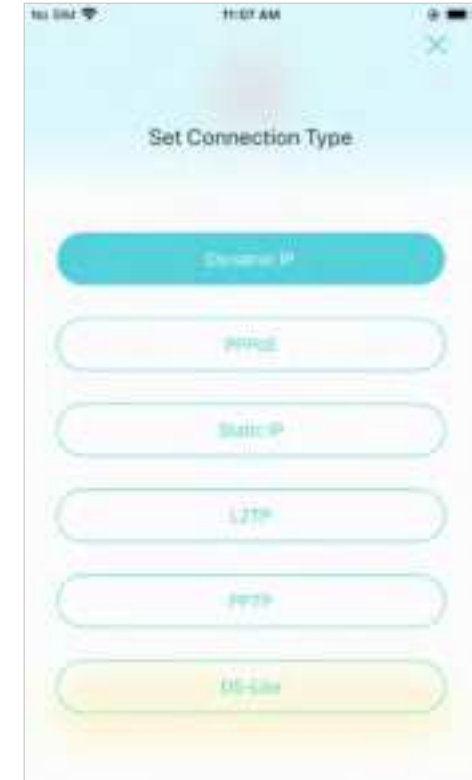 No SIM
11:07 AM
Set Connection Type
Dynamic IP
PPPoE
Static IP
L2TP
PPTP
DS-Lite